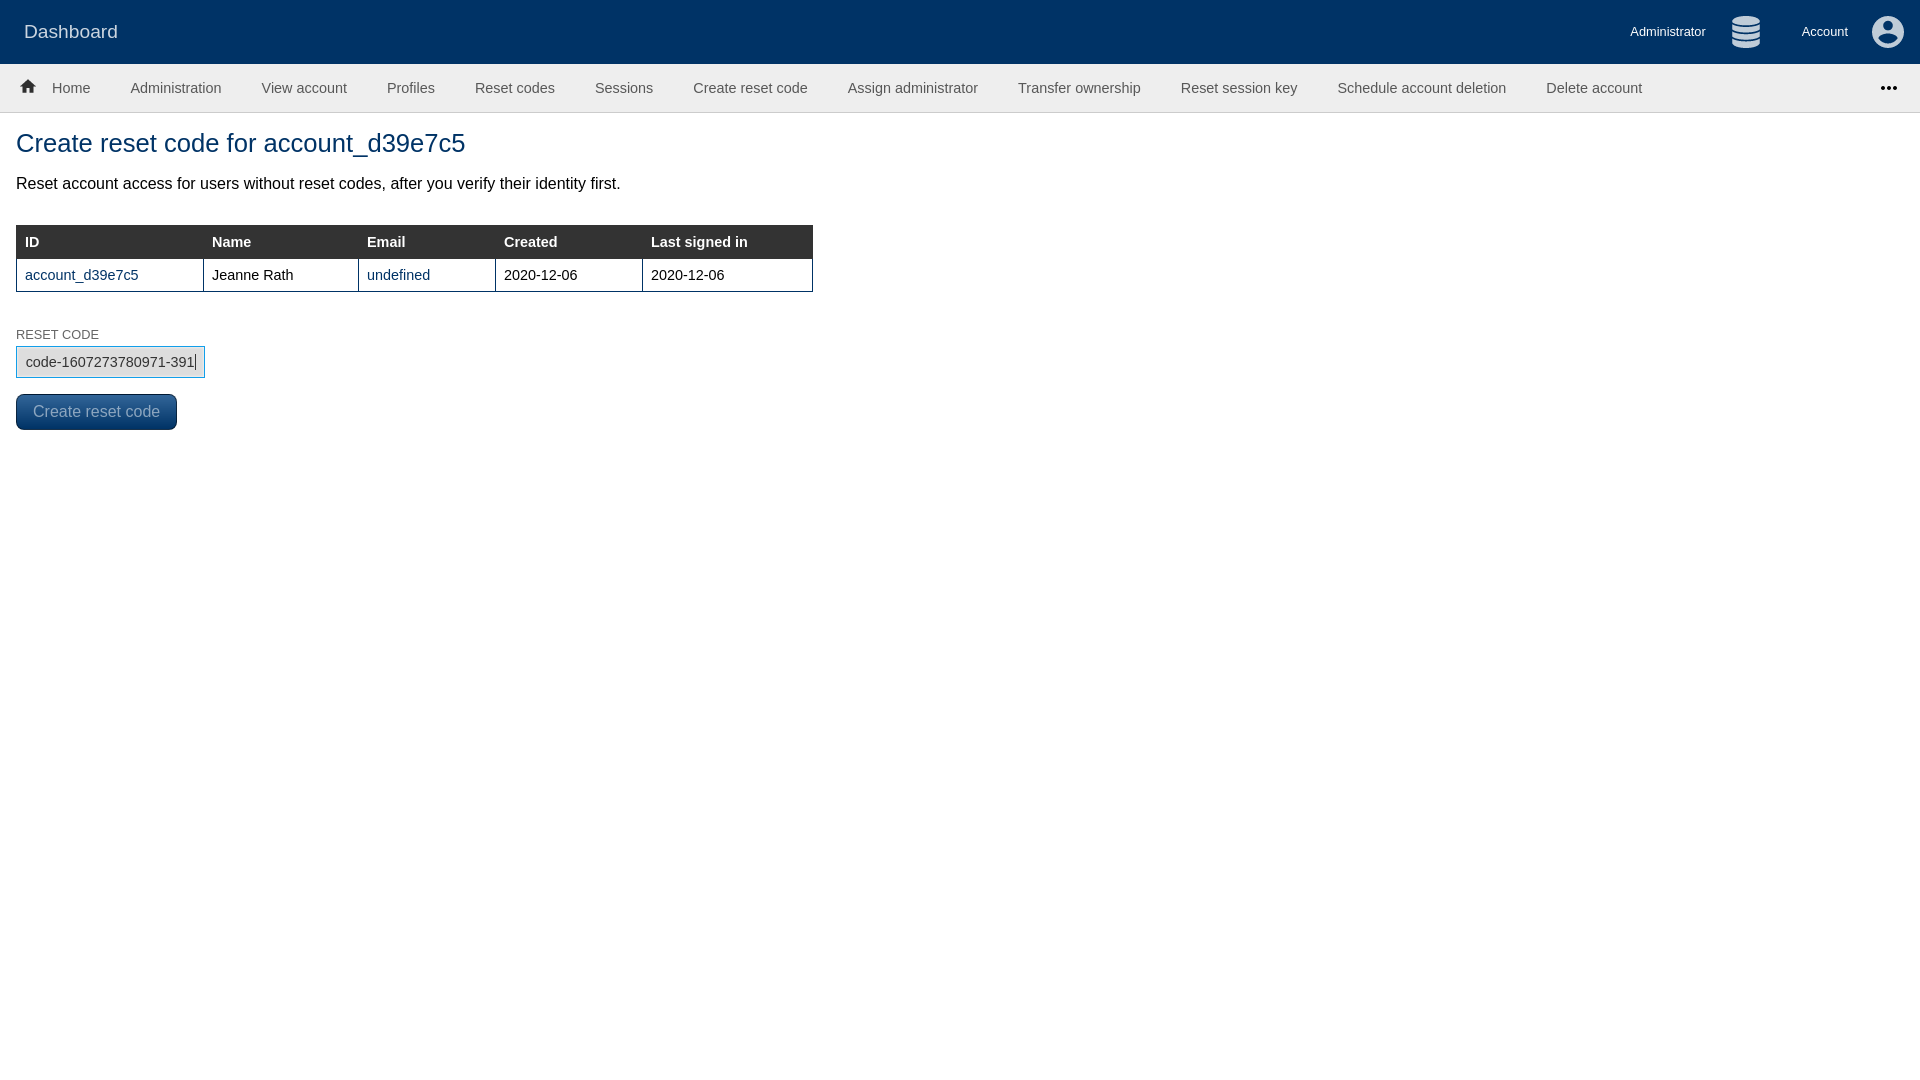 Dashboard
Administrator
Account
Home Administration View account Profiles Reset codes Sessions Create reset code Assign administrator Transfer ownership Reset session key Schedule account deletion Delete account
Create reset code for account_d39e7c5
Reset account access for users without reset codes, after you verify their identity first.
ID Name Email Created Last signed in
account_d39e7c5 Jeanne Rath undefined 2020-12-06 2020-12-06
RESET CODE
code-1607273780971-391
Create reset code